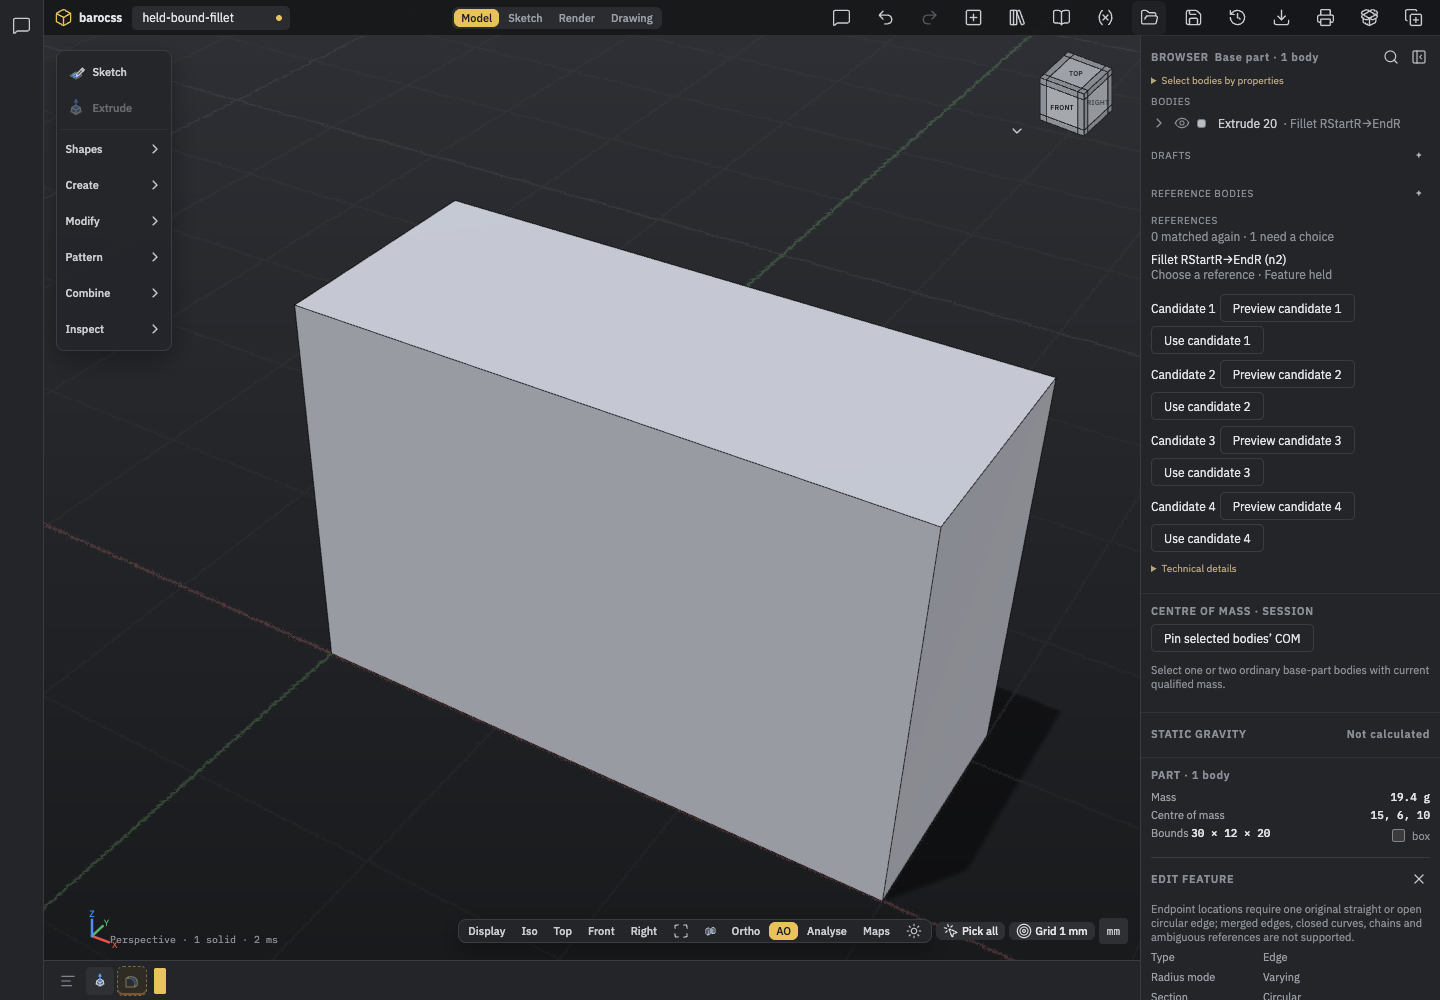 barocss
held-bound-fillet
Model
Sketch
Render
Drawing
Sketch
Extrude
Shapes
Create
Modify
Pattern
Combine
Inspect
TOP
FRONT
RIGHT
BROWSER Base part · 1 body
Select bodies by properties
BODIES
Extrude 20 · Fillet RStartR→EndR
DRAFTS
REFERENCE BODIES
REFERENCES
0 matched again · 1 need a choice
Fillet RStartR→EndR (n2)
Choose a reference · Feature held
Candidate 1 Preview candidate 1
Use candidate 1
Candidate 2 Preview candidate 2
Use candidate 2
Candidate 3 Preview candidate 3
Use candidate 3
Candidate 4 Preview candidate 4
Use candidate 4
Technical details
CENTRE OF MASS · SESSION
Pin selected bodies’ COM
Select one or two ordinary base-part bodies with current
qualified mass.
STATIC GRAVITY Not calculated
PART · 1 body
Mass 19.4 g
Centre of mass 15, 6, 10
Bounds 30 × 12 × 20 box
EDIT FEATURE
Endpoint locations require one original straight or open
circular edge; merged edges, closed curves, chains and
ambiguous references are not supported.
Type Edge
Radius mode Varying
Section Circular
Z
Y
X
Perspective · 1 solid · 2 ms
Display Iso Top Front Right Ortho AO Analyse Maps
Pick all
Grid 1 mm
mm